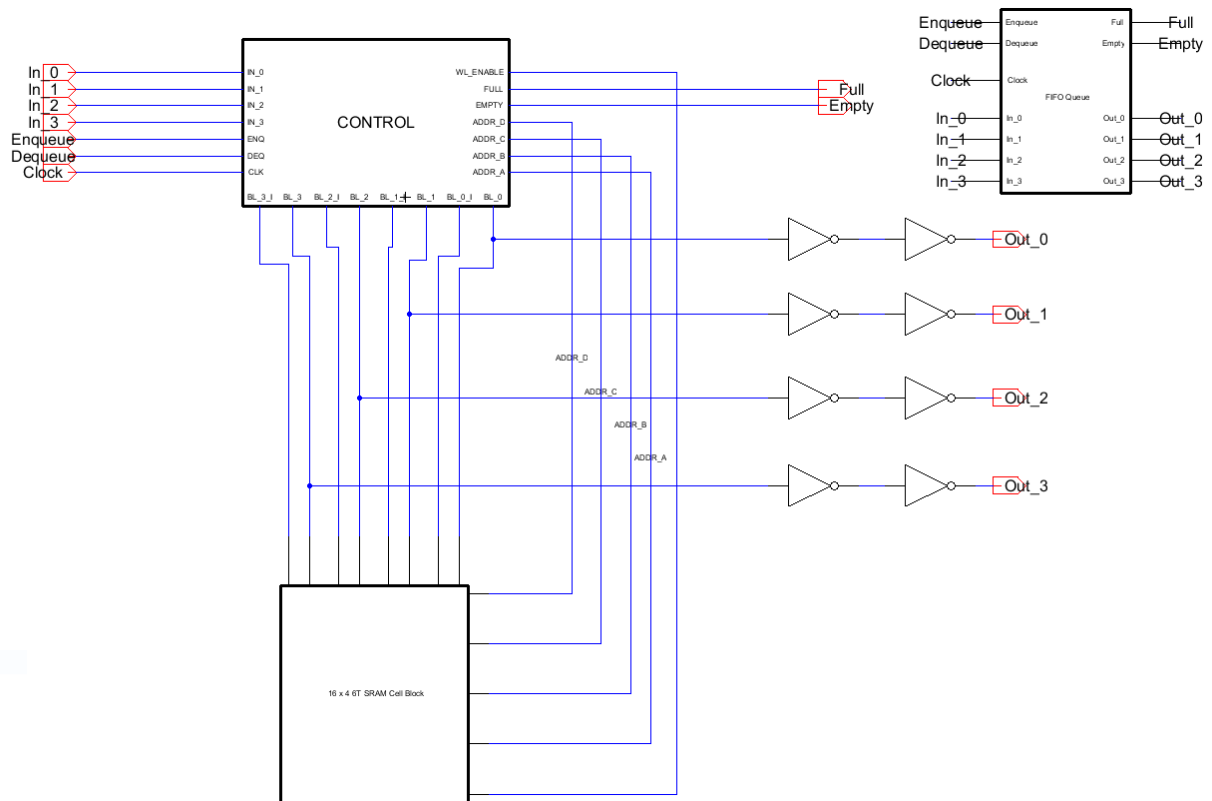 In_0
In_1
In_2
In_3
Enqueue
Dequeue
Clock
IN_0
IN_1
IN_2
IN_3
ENQ
DEQ
CLK
CONTROL
WL_ENABLE
FULL
EMPTY
ADDR_D
ADDR_C
ADDR_B
ADDR_A
BL_3_I
BL_3
BL_2_I
BL_2
BL_1_I
BL_1
BL_0_I
BL_0
Full
Empty
Enqueue
Dequeue
Clock
In_0
In_1
In_2
In_3
Enqueue
Dequeue
Clock
In_0
In_1
In_2
In_3
FIFO Queue
Full
Empty
Out_0
Out_1
Out_2
Out_3
Full
Empty
Out_0
Out_1
Out_2
Out_3
Out_0
Out_1
Out_2
Out_3
ADDR_D
ADDR_C
ADDR_B
ADDR_A
16 x 4 6T SRAM Cell Block